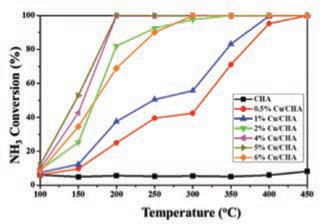 NH3 Conversion (%)
100
80
60
40
20
0
CHA
0.5% Cu/CHA
1% Cu/CHA
2% Cu/CHA
4% Cu/CHA
5% Cu/CHA
6% Cu/CHA
100 150 200 250 300 350 400 450
Temperature (°C)